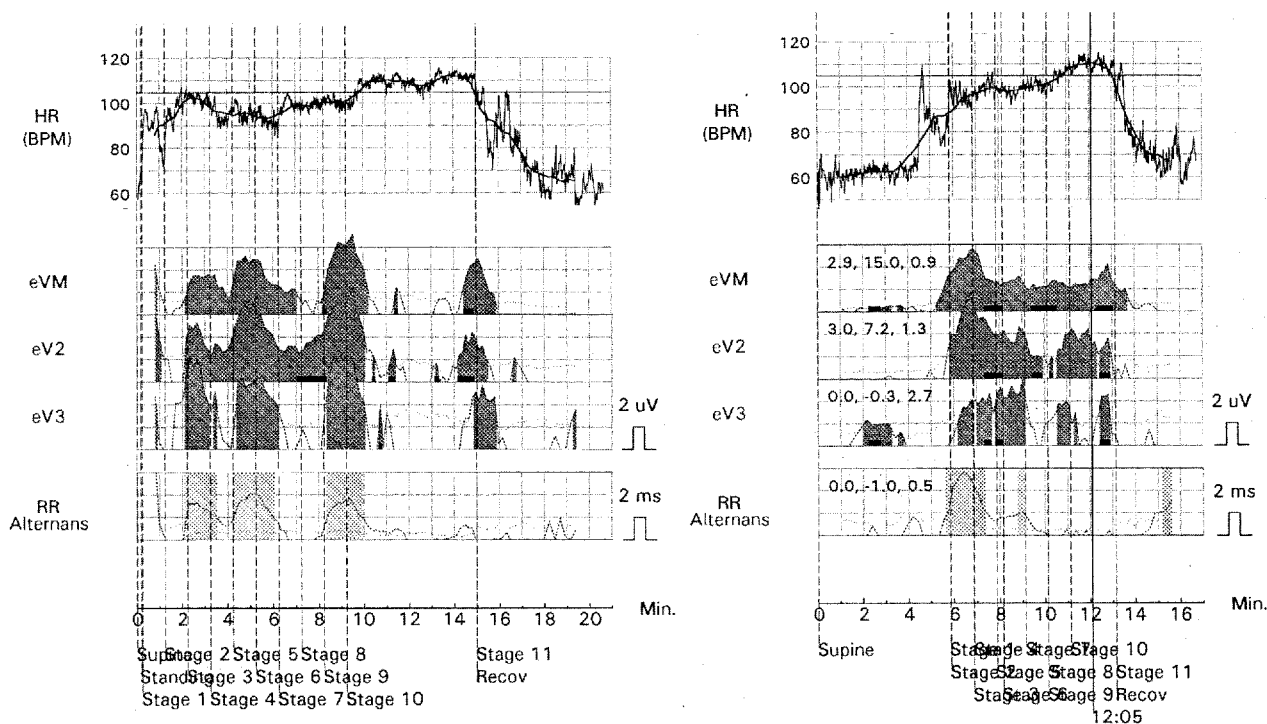 120
100
80
60
HR
(BPM)
eVM
eV2
eV3
2 uV
RR
Alternans
2 ms
0 2 4 6 8 10 12 14 16 18 20
Min.
Stage 2 Stage 5 Stage 8 Stage 11
Standing Stage 3 Stage 6 Stage 9 Recov
Stage 1 Stage 4 Stage 7 Stage 10
120
100
80
60
HR
(BPM)
eVM
2.9, 15.0, 0.9
eV2
3.0, 7.2, 1.3
eV3
0.0, -0.3, 2.7
2 uV
RR
Alternans
0.0, -1.0, 0.5
2 ms
0 2 4 6 8 10 12 14 16
Min.
Supine Stage 10
Stage 8 Stage 11
Stage 9 Recov
12:05